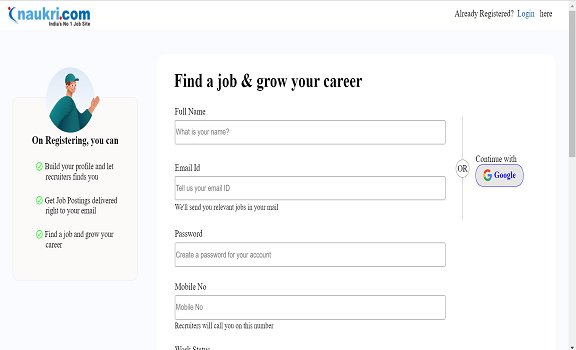 naukri.com
India's No 1 Job Site
Already Registered? Login here
On Registering, you can
Build your profile and let
recruiters finds you
Get Job Postings delivered
right to your email
Find a job and grow your
career
Find a job & grow your career
Full Name
What is your name?
Email Id
Tell us your email ID
We'll send you relevant jobs in your mail
Password
Create a password for your account
Mobile No
Mobile No
Recruiters will call you on this number
Work Status
OR
Continue with
Google